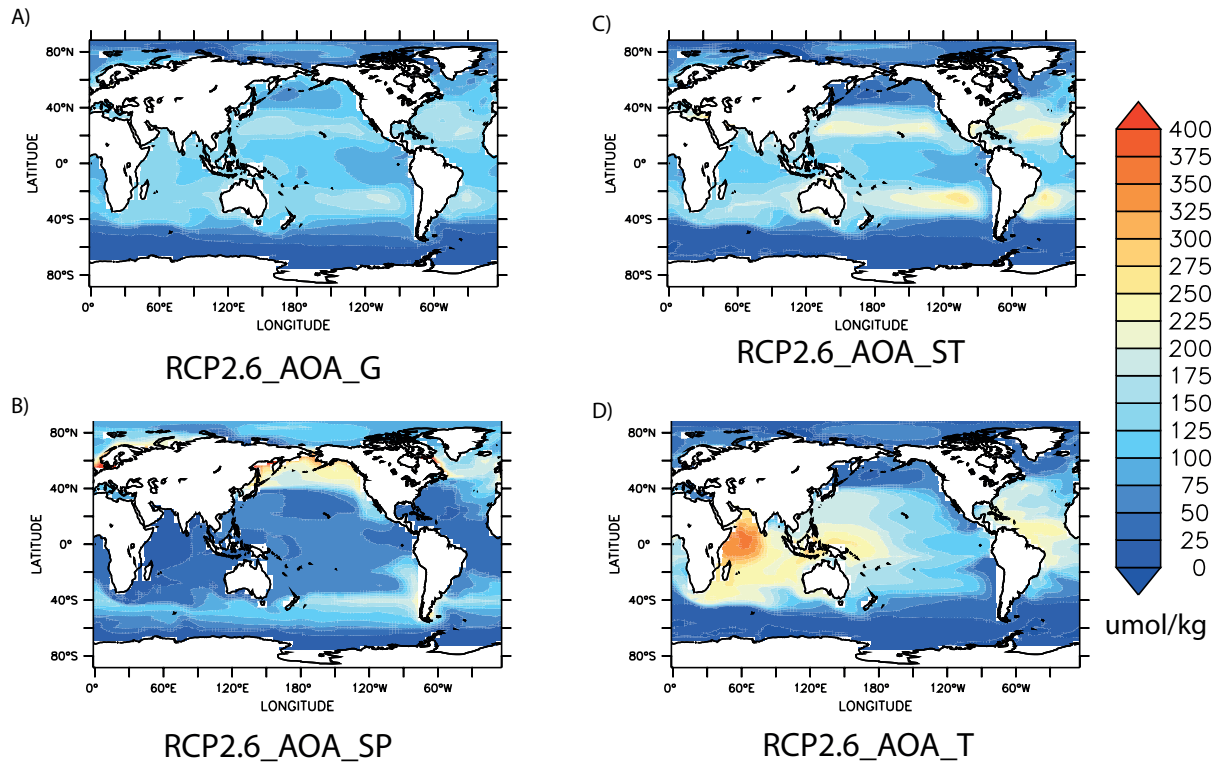 A)
80°N
40°N
0°
40°S
80°S
LATITUDE
0°
60°E
120°E
180°
120°W
60°W
LONGITUDE
RCP2.6_AOA_G
C)
80°N
40°N
0°
40°S
80°S
LATITUDE
0°
60°E
120°E
180°
120°W
60°W
LONGITUDE
RCP2.6_AOA_ST
B)
80°N
40°N
0°
40°S
80°S
LATITUDE
0°
60°E
120°E
180°
120°W
60°W
LONGITUDE
RCP2.6_AOA_SP
D)
80°N
40°N
0°
40°S
80°S
LATITUDE
0°
60°E
120°E
180°
120°W
60°W
LONGITUDE
RCP2.6_AOA_T
400
375
350
325
300
275
250
225
200
175
150
125
100
75
50
25
0
umol/kg